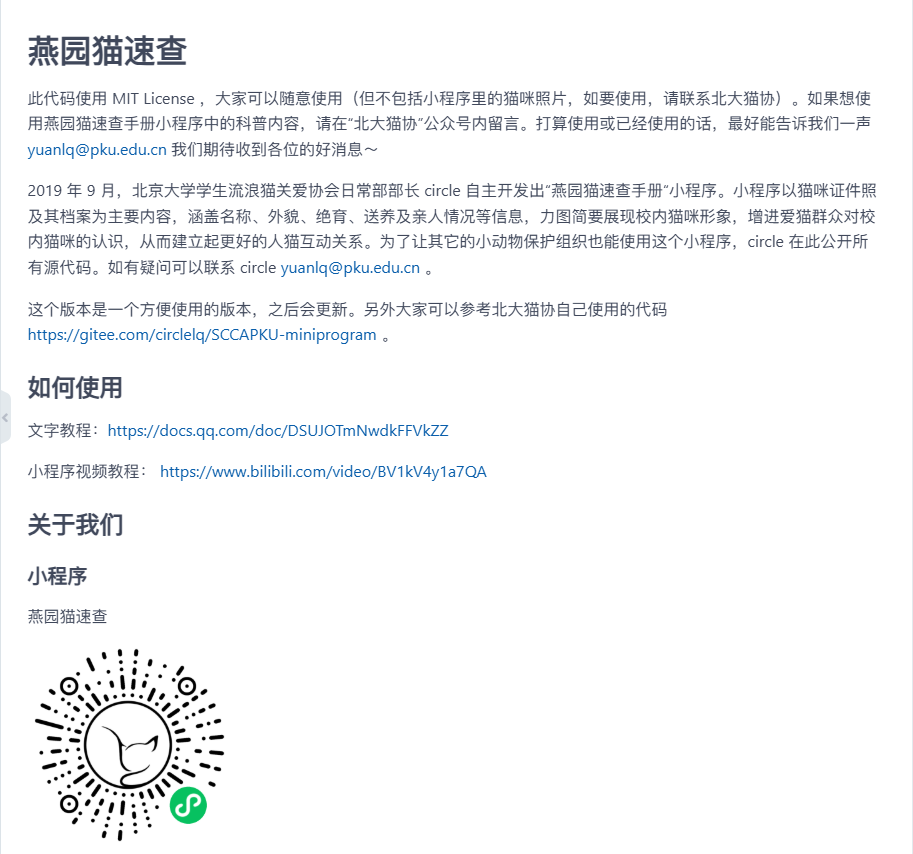 燕园猫速查
此代码使用 MIT License ，大家可以随意使用（但不包括小程序里的猫咪照片，如要使用，请联系北大猫协）。如果想使
用燕园猫速查手册小程序中的科普内容，请在“北大猫协”公众号内留言。打算使用或已经使用的话，最好能告诉我们一声
yuanlq@pku.edu.cn 我们期待收到各位的好消息～
2019 年 9 月，北京大学学生流浪猫关爱协会日常部部长 circle 自主开发出“燕园猫速查手册“小程序。小程序以猫咪证件照
及其档案为主要内容，涵盖名称、外貌、绝育、送养及亲人情况等信息，力图简要展现校内猫咪形象，增进爱猫群众对校
内猫咪的认识，从而建立起更好的人猫互动关系。为了让其它的小动物保护组织也能使用这个小程序，circle 在此公开所
有源代码。如有疑问可以联系 circle yuanlq@pku.edu.cn 。
这个版本是一个方便使用的版本，之后会更新。另外大家可以参考北大猫协自己使用的代码
https://gitee.com/circlelq/SCCAPKU-miniprogram 。
如何使用
文字教程：https://docs.qq.com/doc/DSUJOTmNwdkFFVkZZ
小程序视频教程： https://www.bilibili.com/video/BV1kV4y1a7QA
关于我们
小程序
燕园猫速查